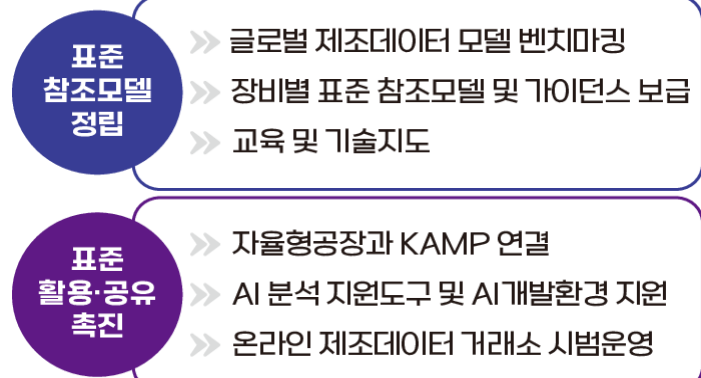 표준
참조모델
정립
글로벌 제조데이터 모델 벤치마킹
장비별 표준 참조모델 및 가이던스 보급
교육 및 기술지도
표준
활용·공유
촉진
자율형공장과 KAMP 연결
AI 분석 지원도구 및 AI개발환경 지원
온라인 제조데이터 거래소 시범운영